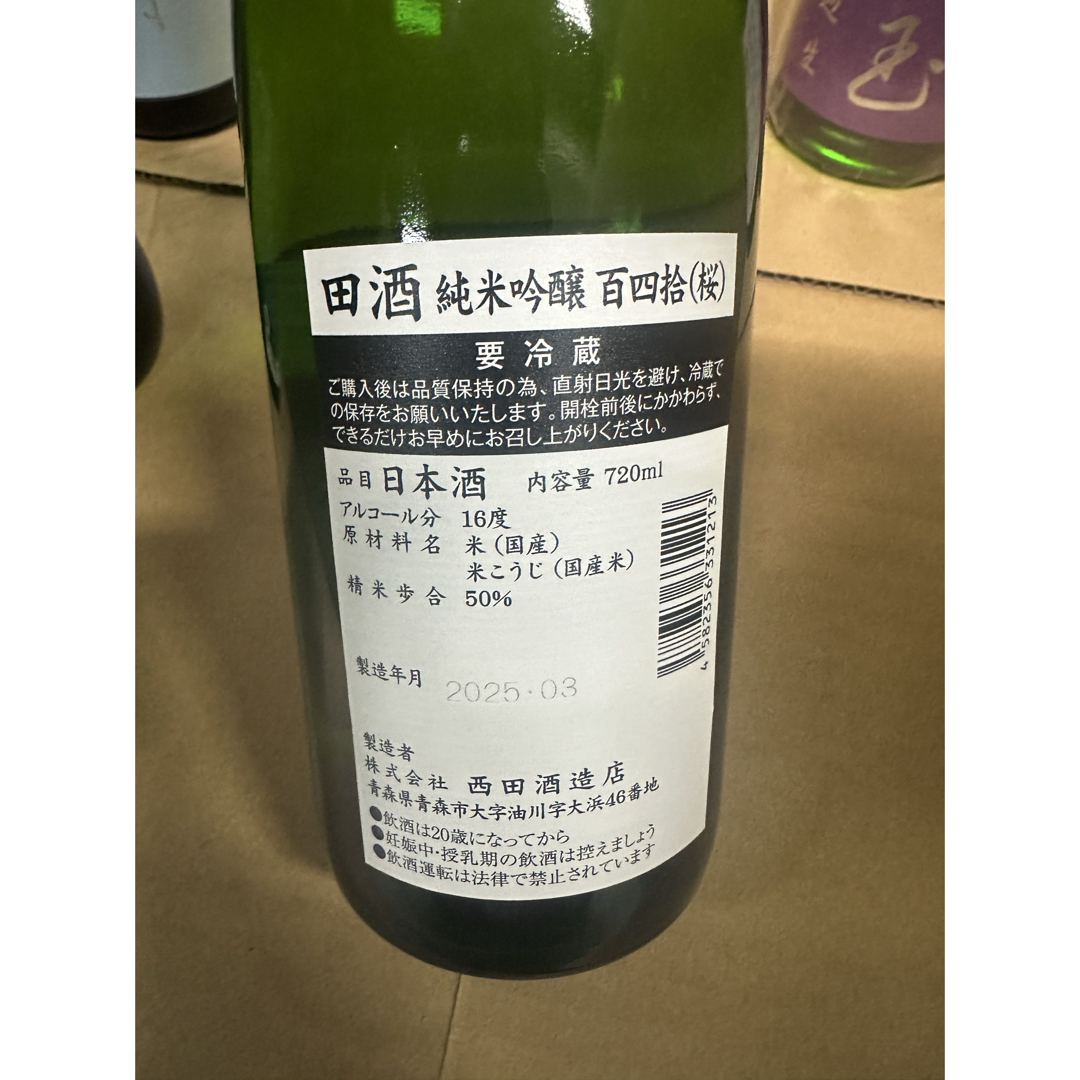 田酒 純米吟醸 百四拾(桜)
要冷蔵
ご購入後は品質保持の為、直射日光を避け、冷蔵で
の保存をお願いいたします。開栓前後にかかわらず、
できるだけお早めにお召し上がりください。
品目 日本酒 内容量 720ml
アルコール分 16度
原材料名 米(国産)
米こうじ(国産米)
精米歩合 50%
4582356331213
製造年月 2025・03
製造者
株式会社 西田酒造店
青森県青森市大字油川字大浜46番地
●飲酒は20歳になってから
●妊娠中・授乳期の飲酒は控えましょう
●飲酒運転は法律で禁止されています
玉